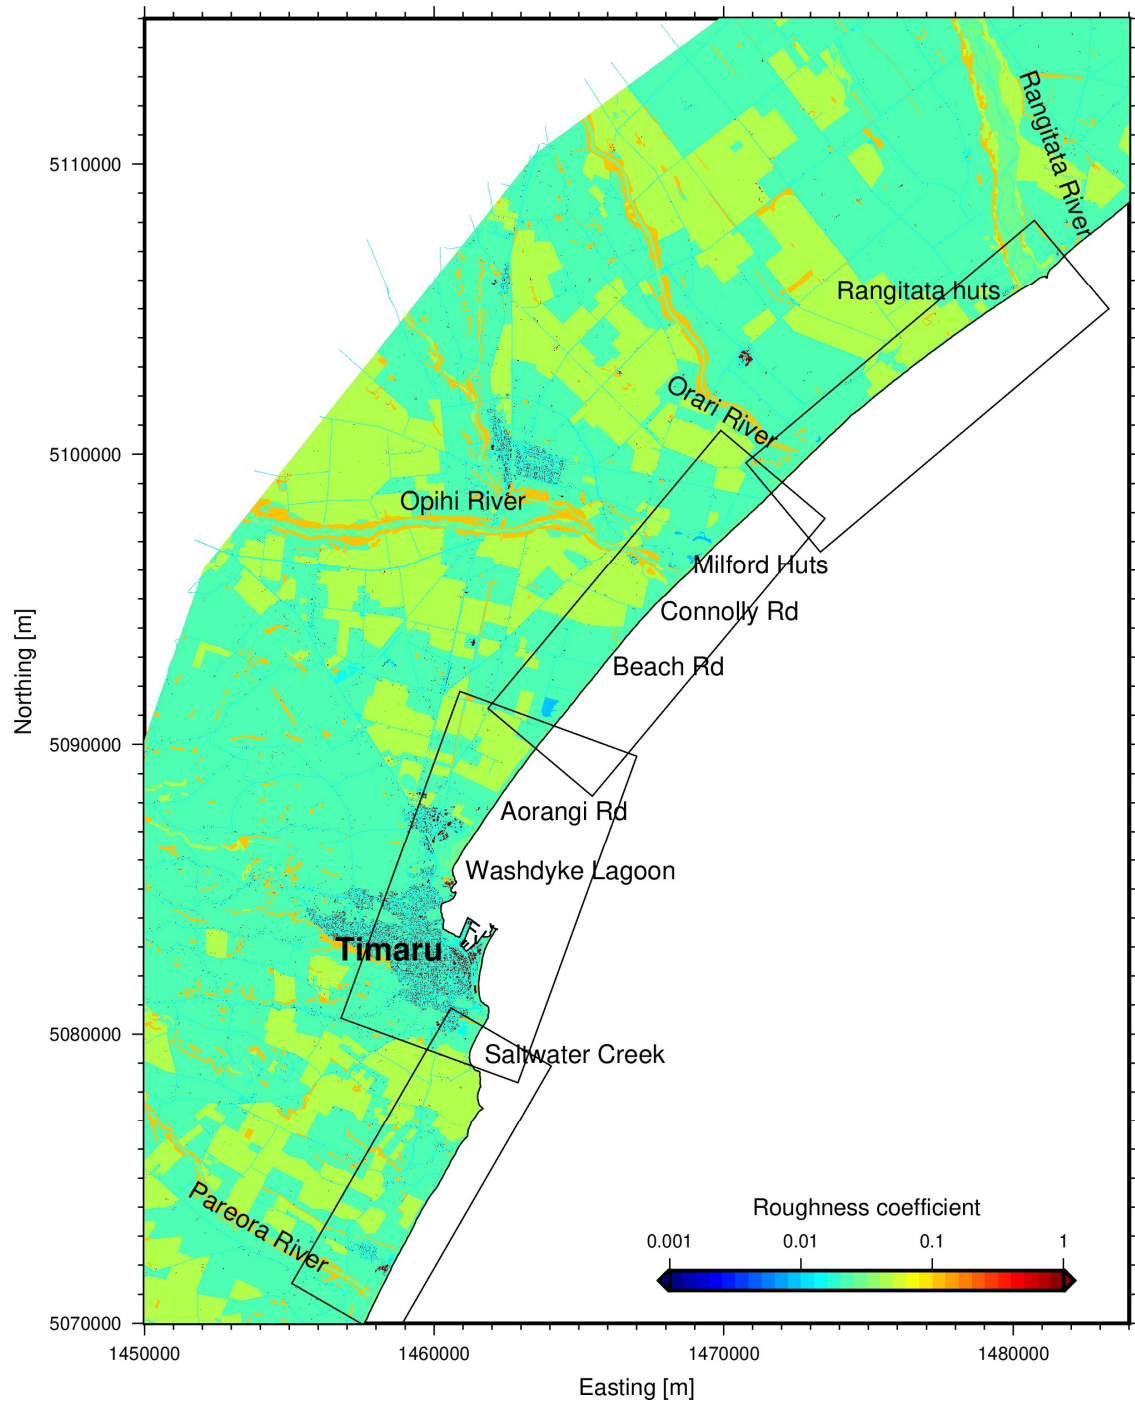 Rangitata River
5110000
Rangitata huts
Orari River
5100000
Opihi River
Milford Huts
Connolly Rd
Beach Rd
Northing [m]
5090000
Aorangi Rd
Washdyke Lagoon
Timaru
5080000
Saltwater Creek
Pareora River
Roughness coefficient
0.001 0.01 0.1 1
5070000
1450000 1460000 1470000 1480000
Easting [m]